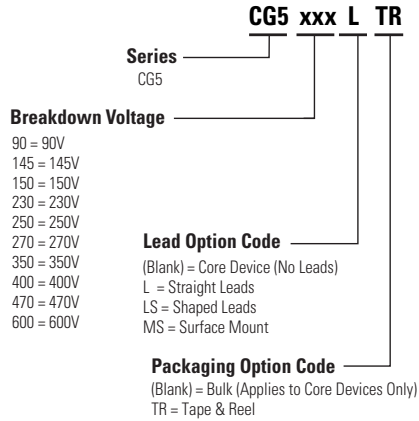 CG5 xxx L TR
Series
CG5
Breakdown Voltage
90 = 90V
145 = 145V
150 = 150V
230 = 230V
250 = 250V
270 = 270V
350 = 350V
400 = 400V
470 = 470V
600 = 600V
Lead Option Code
(Blank) = Core Device (No Leads)
L = Straight Leads
LS = Shaped Leads
MS = Surface Mount
Packaging Option Code
(Blank) = Bulk (Applies to Core Devices Only)
TR = Tape & Reel